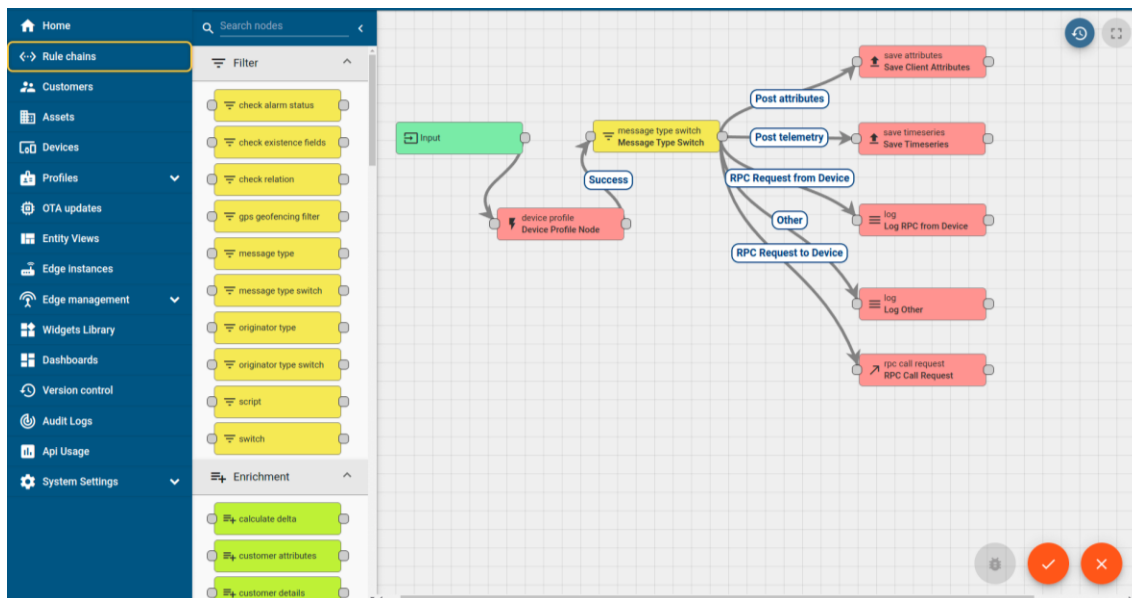 Home
Rule chains
Customers
Assets
Devices
Profiles
OTA updates
Entity Views
Edge instances
Edge management
Widgets Library
Dashboards
Version control
Audit Logs
Api Usage
System Settings
Search nodes
Filter
check alarm status
check existence fields
check relation
gps geofencing filter
message type
message type switch
originator type
originator type switch
script
switch
Enrichment
calculate delta
customer attributes
customer details
Input
device profile
Device Profile Node
Success
message type switch
Message Type Switch
Post attributes
Post telemetry
RPC Request from Device
Other
RPC Request to Device
save attributes
Save Client Attributes
save timeseries
Save Timeseries
log
Log RPC from Device
log
Log Other
rpc call request
RPC Call Request